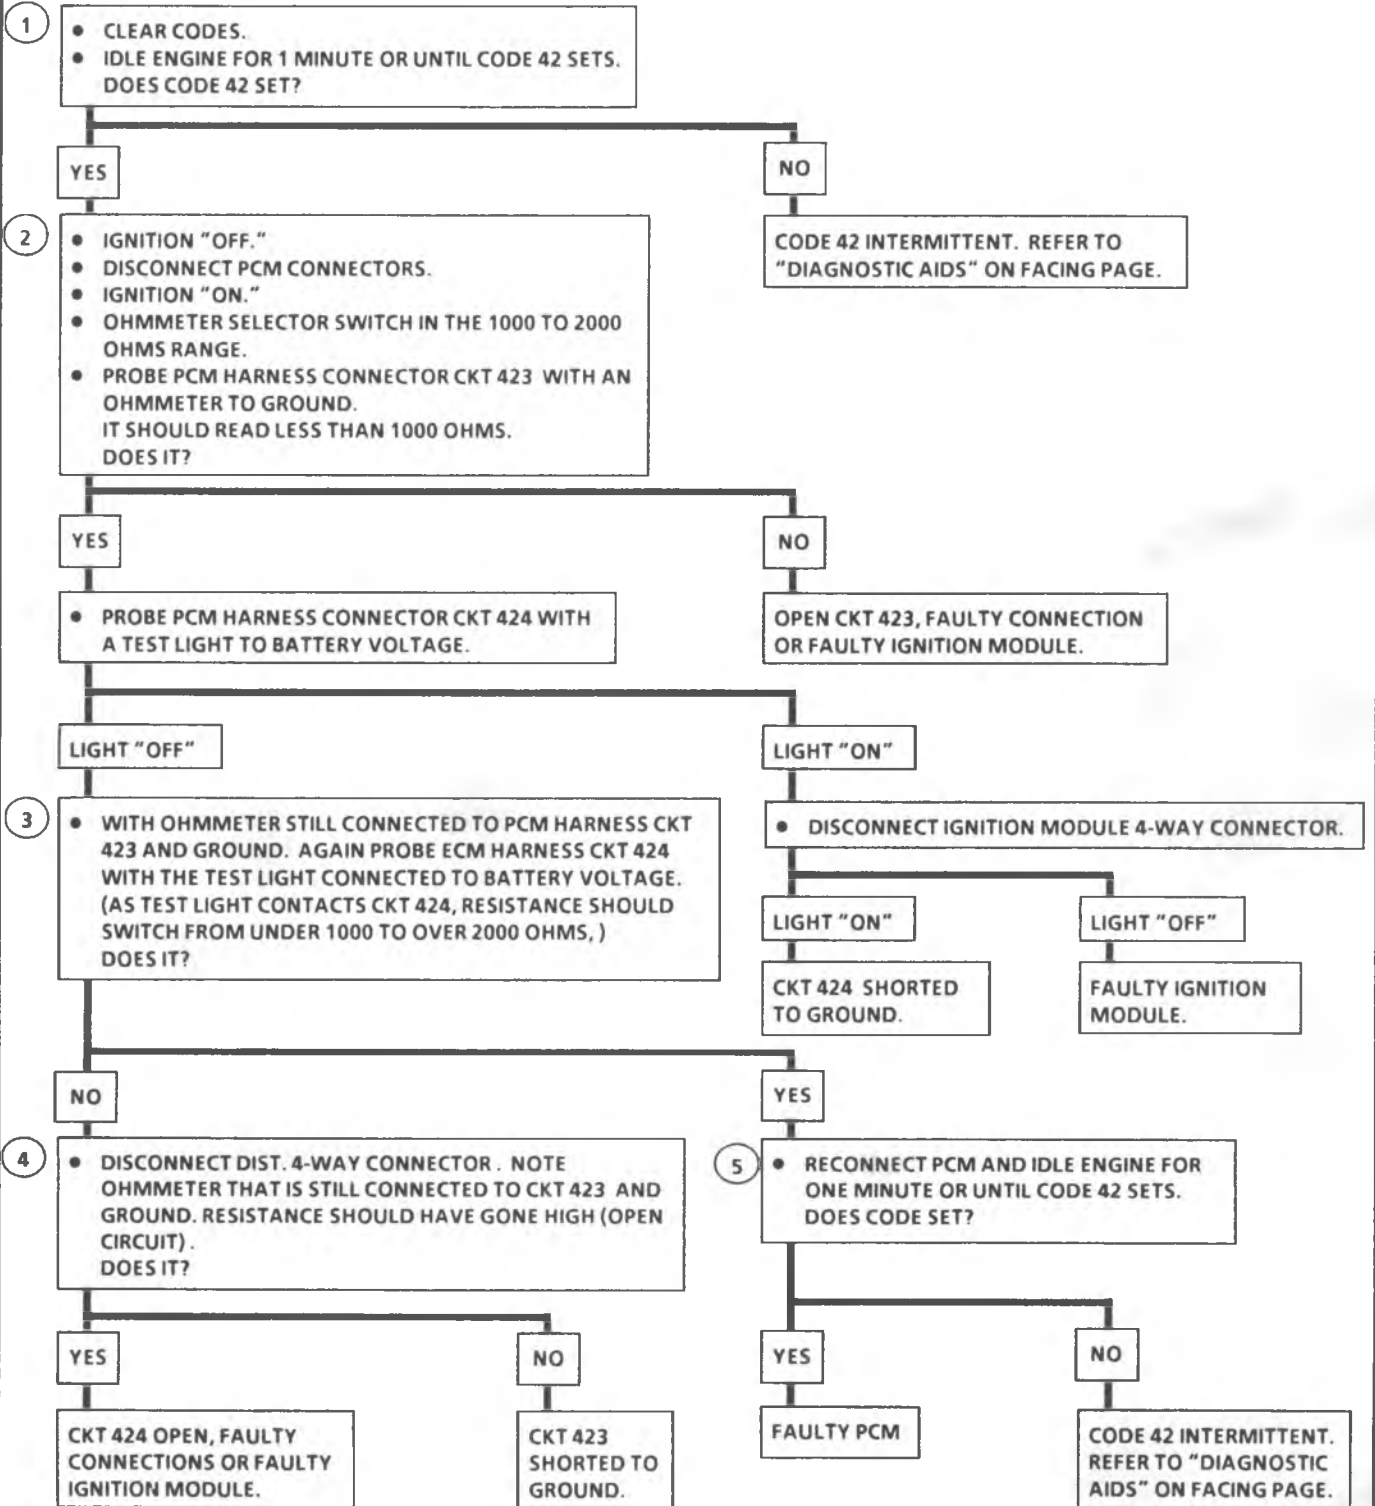 1
• CLEAR CODES.
• IDLE ENGINE FOR 1 MINUTE OR UNTIL CODE 42 SETS.
DOES CODE 42 SET?
YES
NO
2
• IGNITION "OFF."
• DISCONNECT PCM CONNECTORS.
• IGNITION "ON."
• OHMMETER SELECTOR SWITCH IN THE 1000 TO 2000
OHMS RANGE.
• PROBE PCM HARNESS CONNECTOR CKT 423 WITH AN
OHMMETER TO GROUND.
IT SHOULD READ LESS THAN 1000 OHMS.
DOES IT?
CODE 42 INTERMITTENT. REFER TO
"DIAGNOSTIC AIDS" ON FACING PAGE.
YES
NO
• PROBE PCM HARNESS CONNECTOR CKT 424 WITH
A TEST LIGHT TO BATTERY VOLTAGE.
OPEN CKT 423, FAULTY CONNECTION
OR FAULTY IGNITION MODULE.
LIGHT "OFF"
LIGHT "ON"
3
• WITH OHMMETER STILL CONNECTED TO PCM HARNESS CKT
423 AND GROUND. AGAIN PROBE ECM HARNESS CKT 424
WITH THE TEST LIGHT CONNECTED TO BATTERY VOLTAGE.
(AS TEST LIGHT CONTACTS CKT 424, RESISTANCE SHOULD
SWITCH FROM UNDER 1000 TO OVER 2000 OHMS, )
DOES IT?
• DISCONNECT IGNITION MODULE 4-WAY CONNECTOR.
LIGHT "ON"
LIGHT "OFF"
CKT 424 SHORTED
TO GROUND.
FAULTY IGNITION
MODULE.
NO
YES
4
• DISCONNECT DIST. 4-WAY CONNECTOR . NOTE
OHMMETER THAT IS STILL CONNECTED TO CKT 423 AND
GROUND. RESISTANCE SHOULD HAVE GONE HIGH (OPEN
CIRCUIT) .
DOES IT?
5
• RECONNECT PCM AND IDLE ENGINE FOR
ONE MINUTE OR UNTIL CODE 42 SETS.
DOES CODE SET?
YES
NO
YES
NO
CKT 424 OPEN, FAULTY
CONNECTIONS OR FAULTY
IGNITION MODULE.
CKT 423
SHORTED TO
GROUND.
FAULTY PCM
CODE 42 INTERMITTENT.
REFER TO "DIAGNOSTIC
AIDS" ON FACING PAGE.